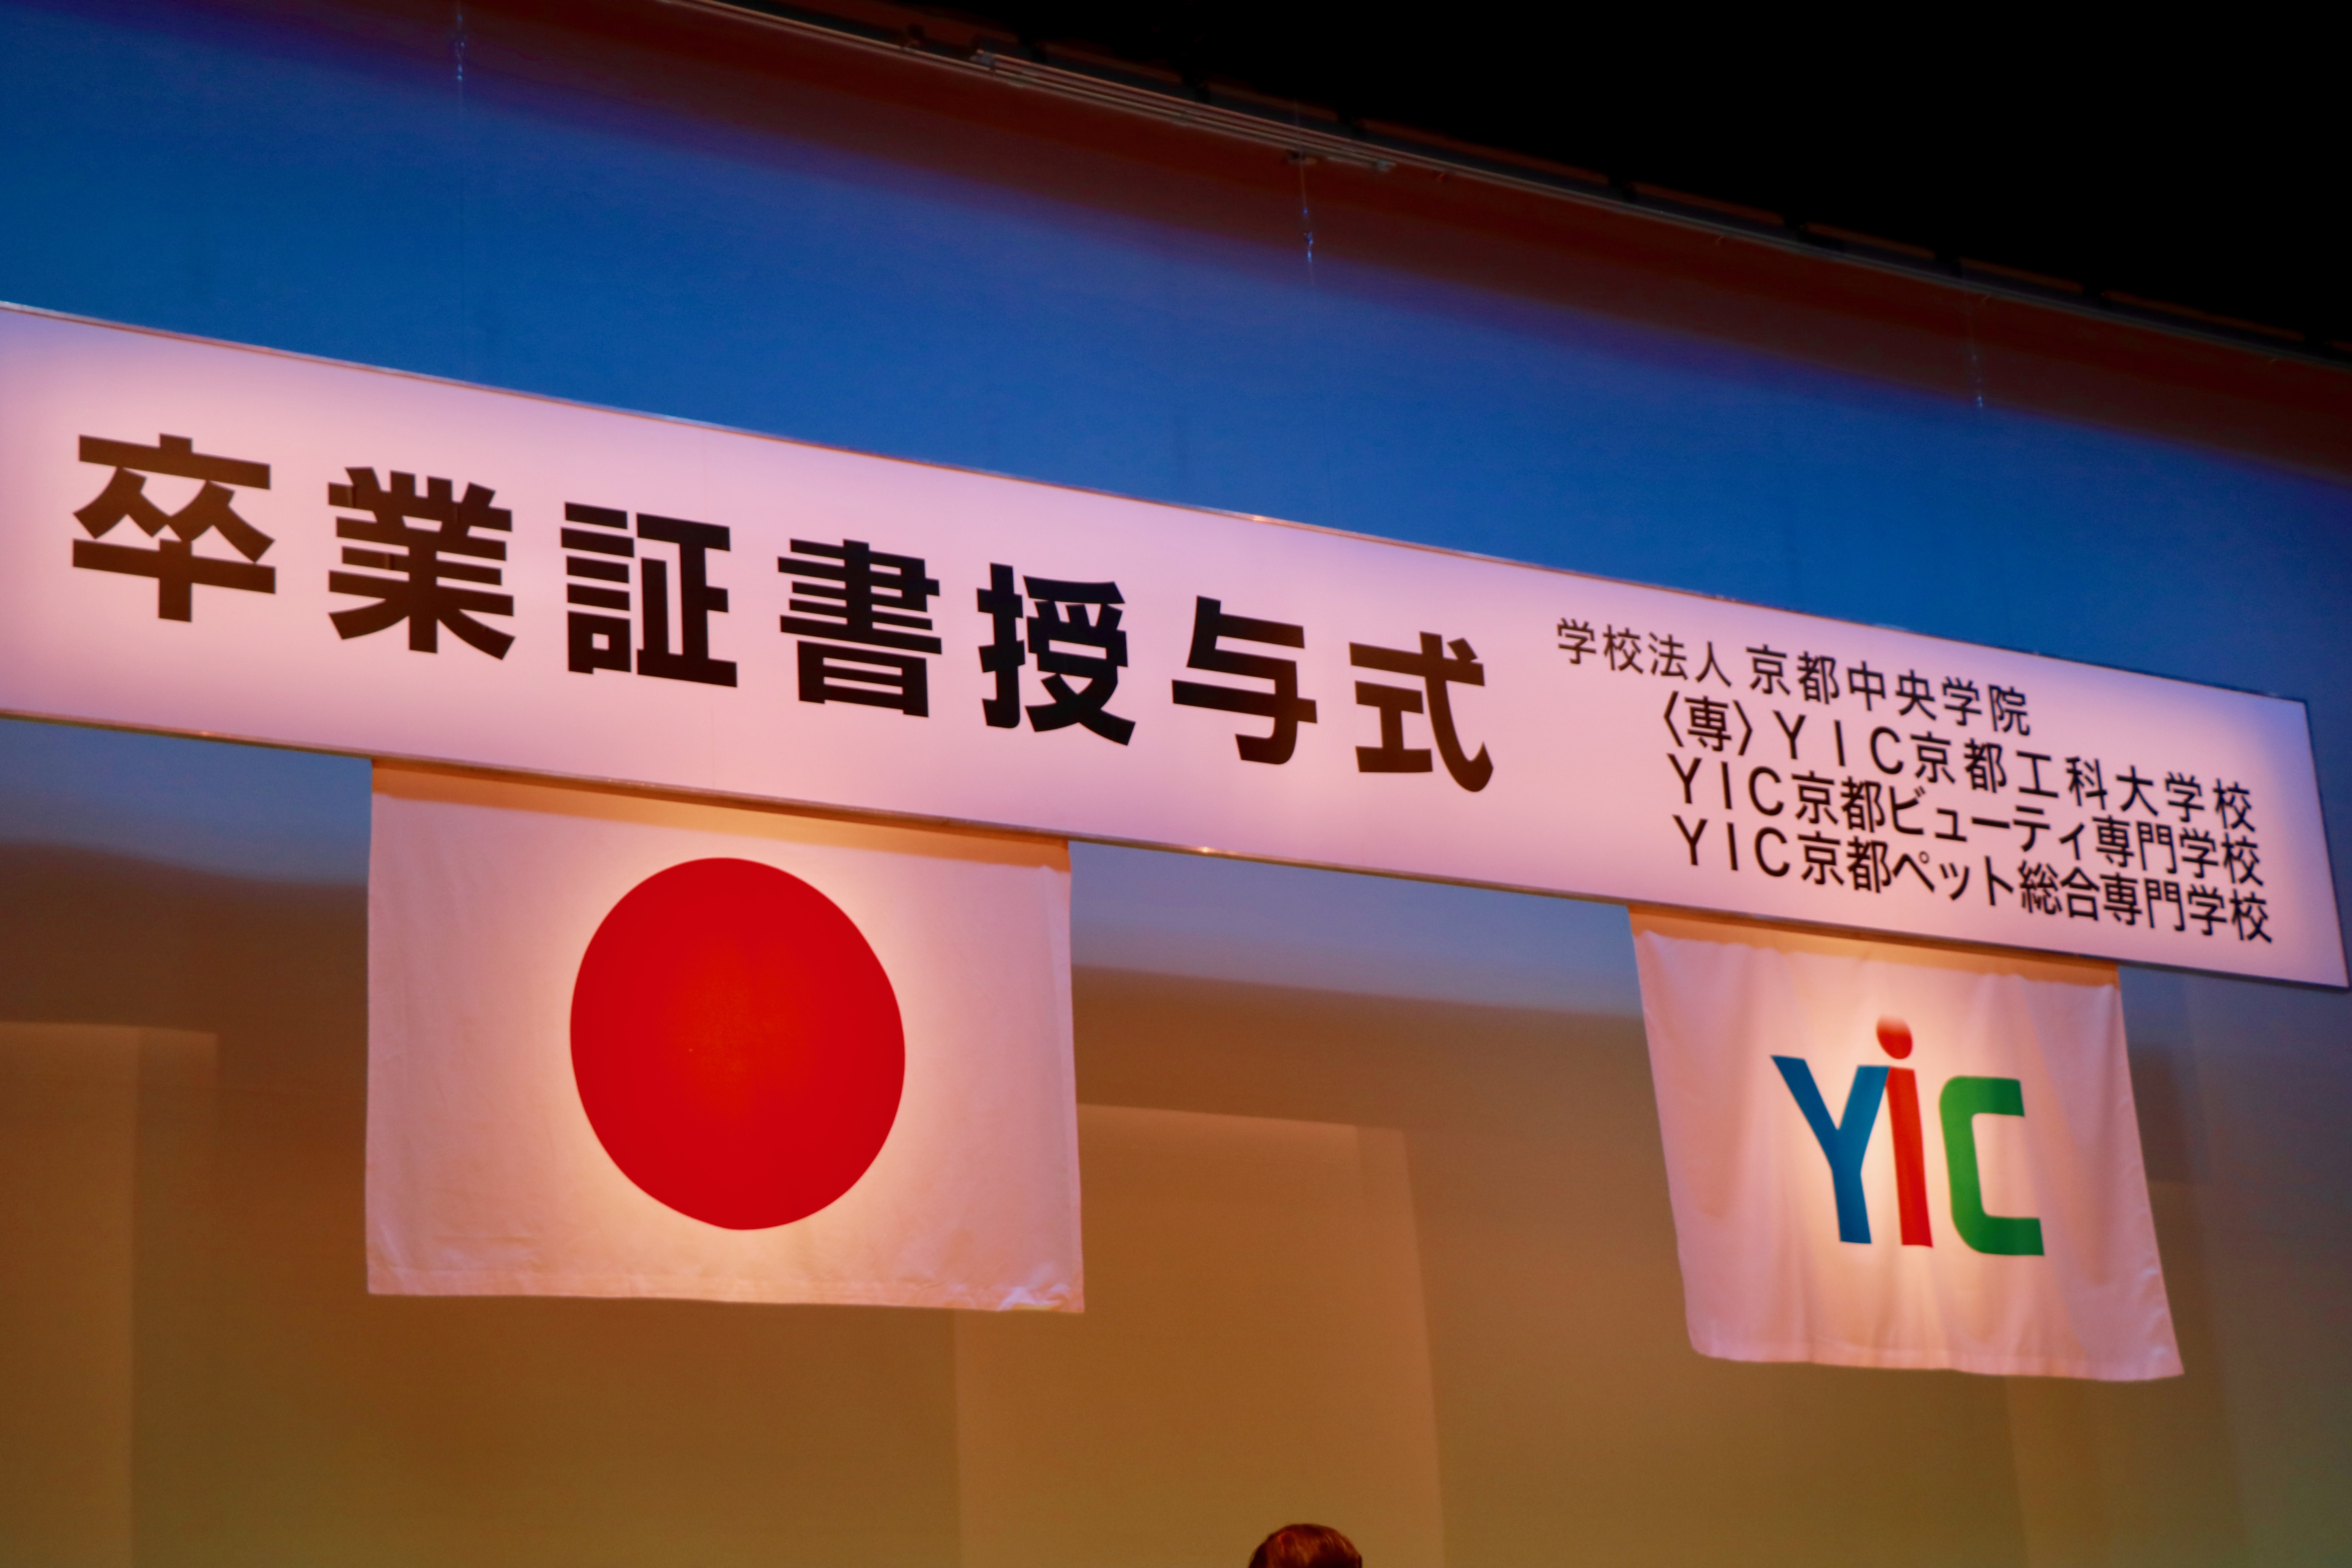 卒業証書授与式
学校法人 京都中央学院
〈専〉YIC京都工科大学校
YIC京都ビューティ専門学校
YIC京都ペット総合専門学校
YiC